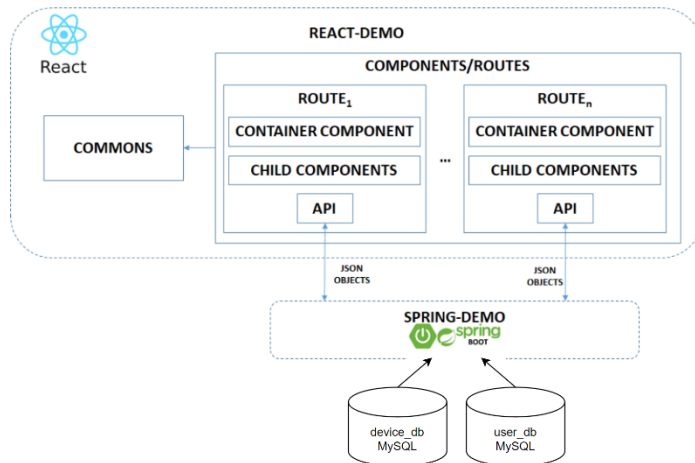 REACT-DEMO
React
COMPONENTS/ROUTES
ROUTE1
CONTAINER COMPONENT
CHILD COMPONENTS
API
...
ROUTEn
CONTAINER COMPONENT
CHILD COMPONENTS
API
COMMONS
JSON
OBJECTS
JSON
OBJECTS
SPRING-DEMO
spring
BOOT
device_db
MySQL
user_db
MySQL